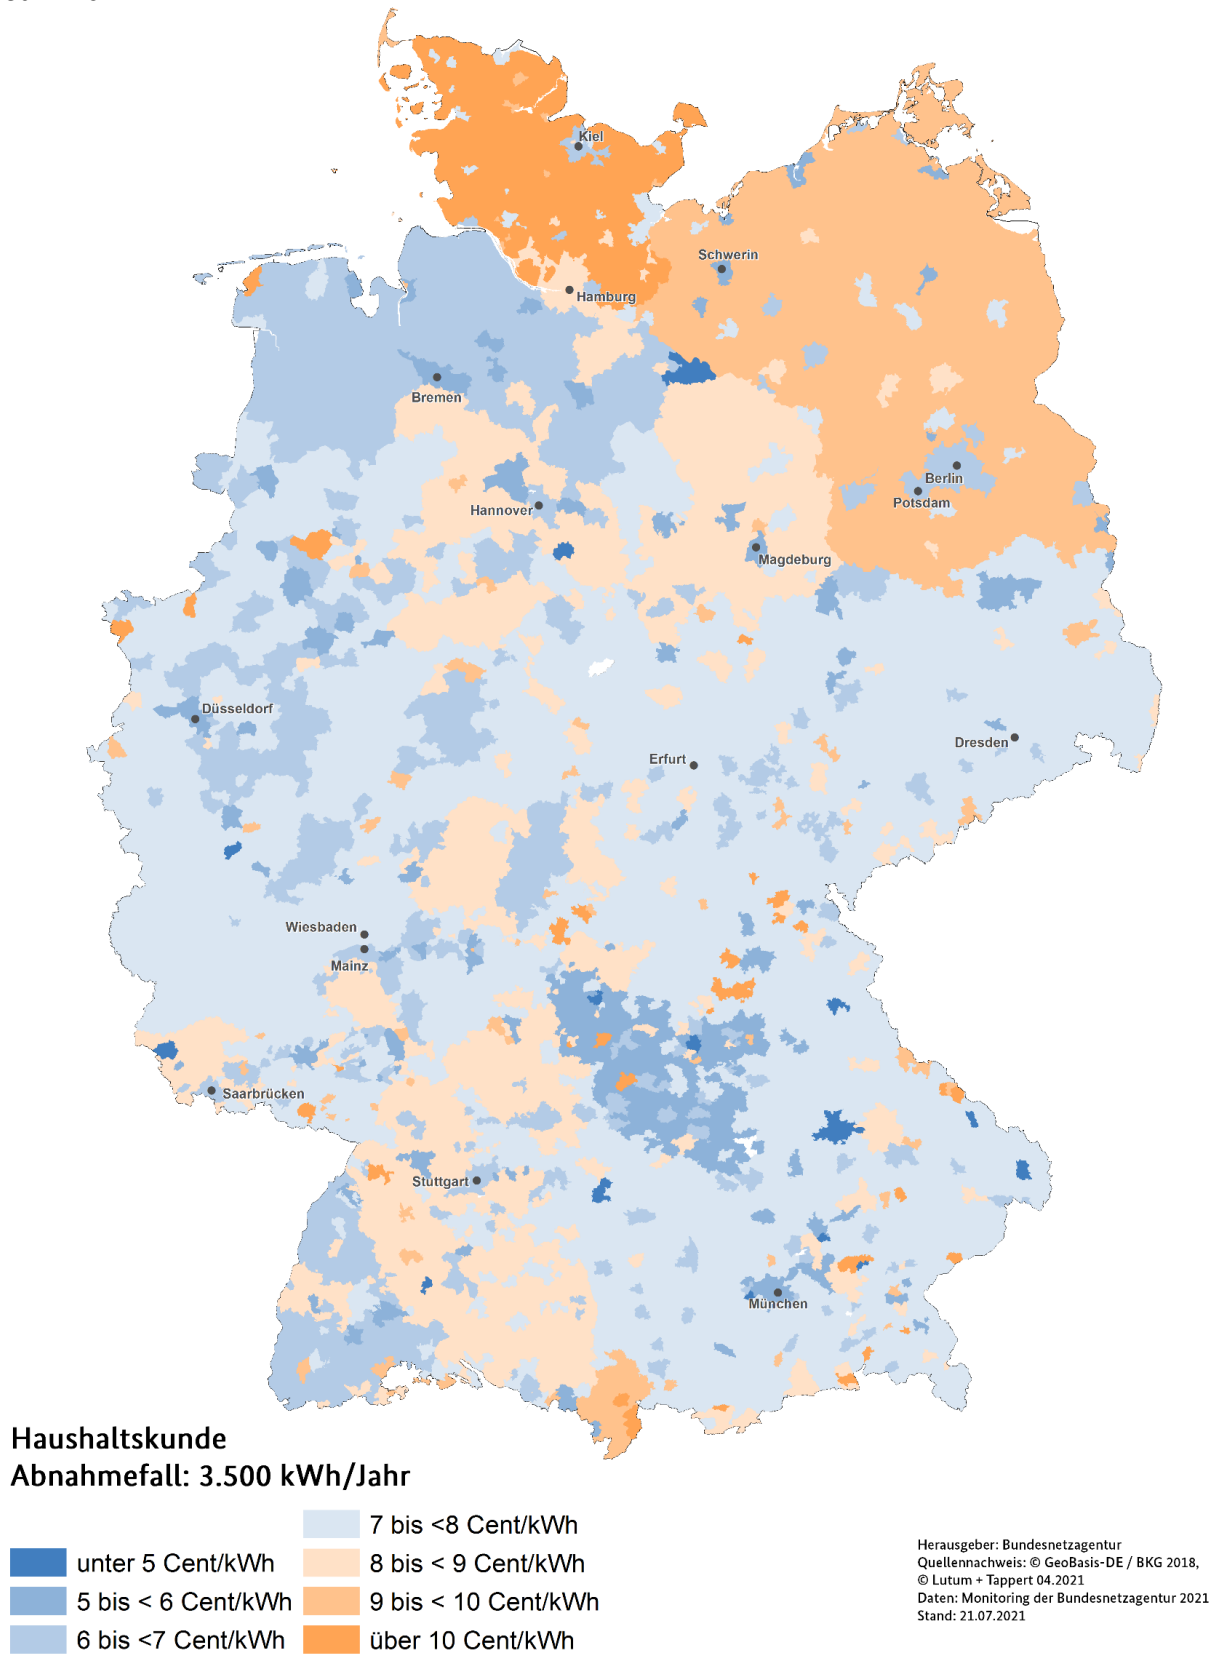 Kiel
Schwerin
Hamburg
Bremen
Berlin
Potsdam
Hannover
Magdeburg
Düsseldorf
Dresden
Erfurt
Wiesbaden
Mainz
Saarbrücken
Stuttgart
München
Haushaltskunde
Abnahmefall: 3.500 kWh/Jahr
7 bis <8 Cent/kWh
unter 5 Cent/kWh
8 bis < 9 Cent/kWh
5 bis < 6 Cent/kWh
9 bis < 10 Cent/kWh
6 bis <7 Cent/kWh
über 10 Cent/kWh
Herausgeber: Bundesnetzagentur
Quellennachweis: © GeoBasis-DE / BKG 2018,
© Lutum + Tappert 04.2021
Daten: Monitoring der Bundesnetzagentur 2021
Stand: 21.07.2021